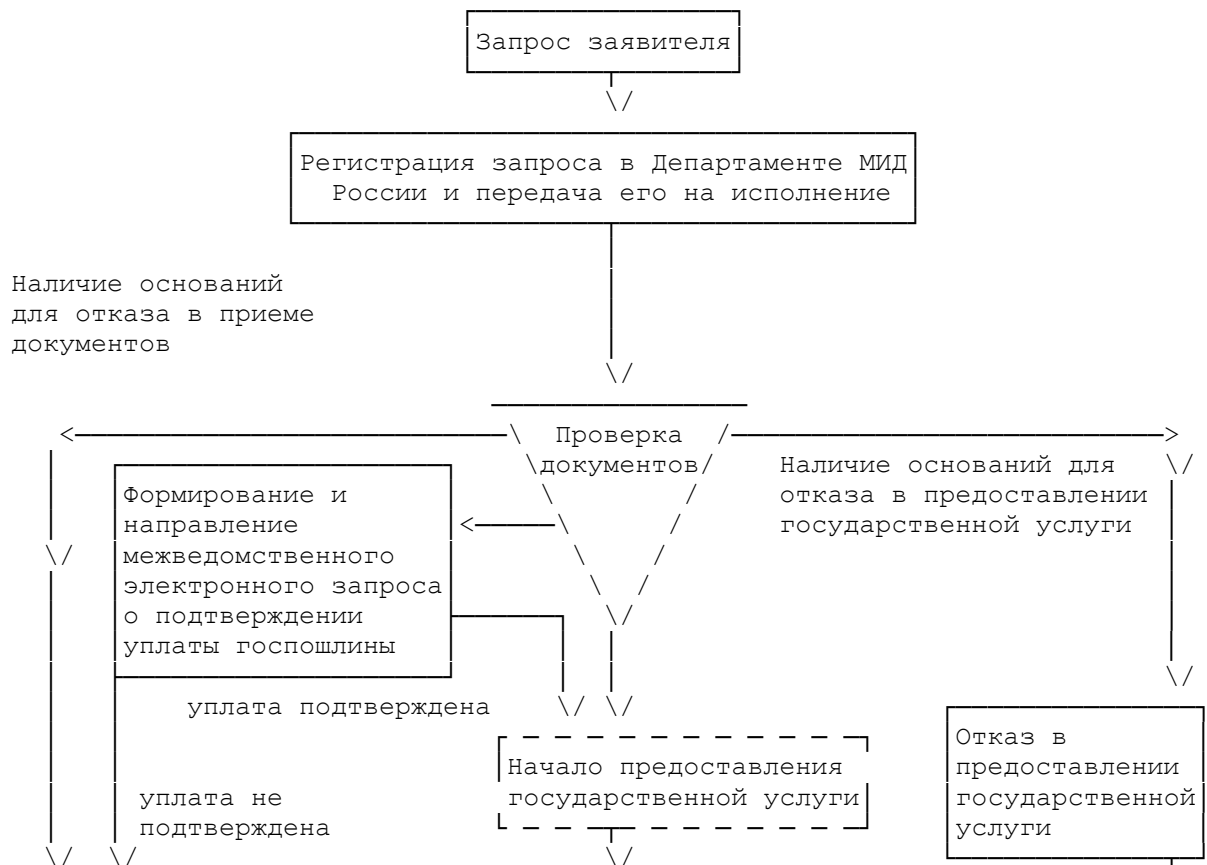 Запрос заявителя
Регистрация запроса в Департаменте МИД
России и передача его на исполнение
Наличие оснований
для отказа в приеме
документов
Проверка
документов
Наличие оснований для
отказа в предоставлении
государственной услуги
Формирование и
направление
межведомственного
электронного запроса
о подтверждении
уплаты госпошлины
уплата подтверждена
Начало предоставления
государственной услуги
Отказ в
предоставлении
государственной
услуги
уплата не
подтверждена